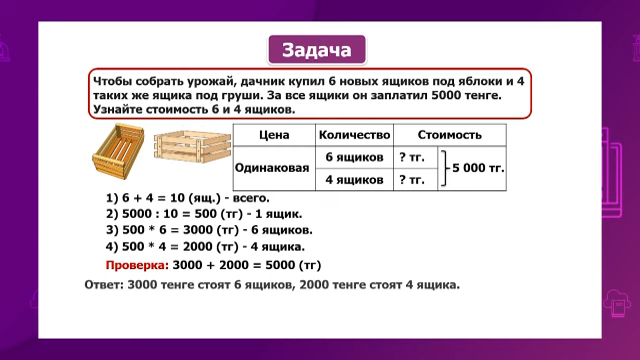 Задача
Чтобы собрать урожай, дачник купил 6 новых ящиков под яблоки и 4
таких же ящика под груши. За все ящики он заплатил 5000 тенге.
Узнайте стоимость 6 и 4 ящиков.
Цена Количество Стоимость
Одинаковая 6 ящиков ? тг. 5 000 тг.
4 ящиков ? тг.
1) 6 + 4 = 10 (ящ.) - всего.
2) 5000 : 10 = 500 (тг) - 1 ящик.
3) 500 * 6 = 3000 (тг) - 6 ящиков.
4) 500 * 4 = 2000 (тг) - 4 ящика.
Проверка: 3000 + 2000 = 5000 (тг)
Ответ: 3000 тенге стоят 6 ящиков, 2000 тенге стоят 4 ящика.